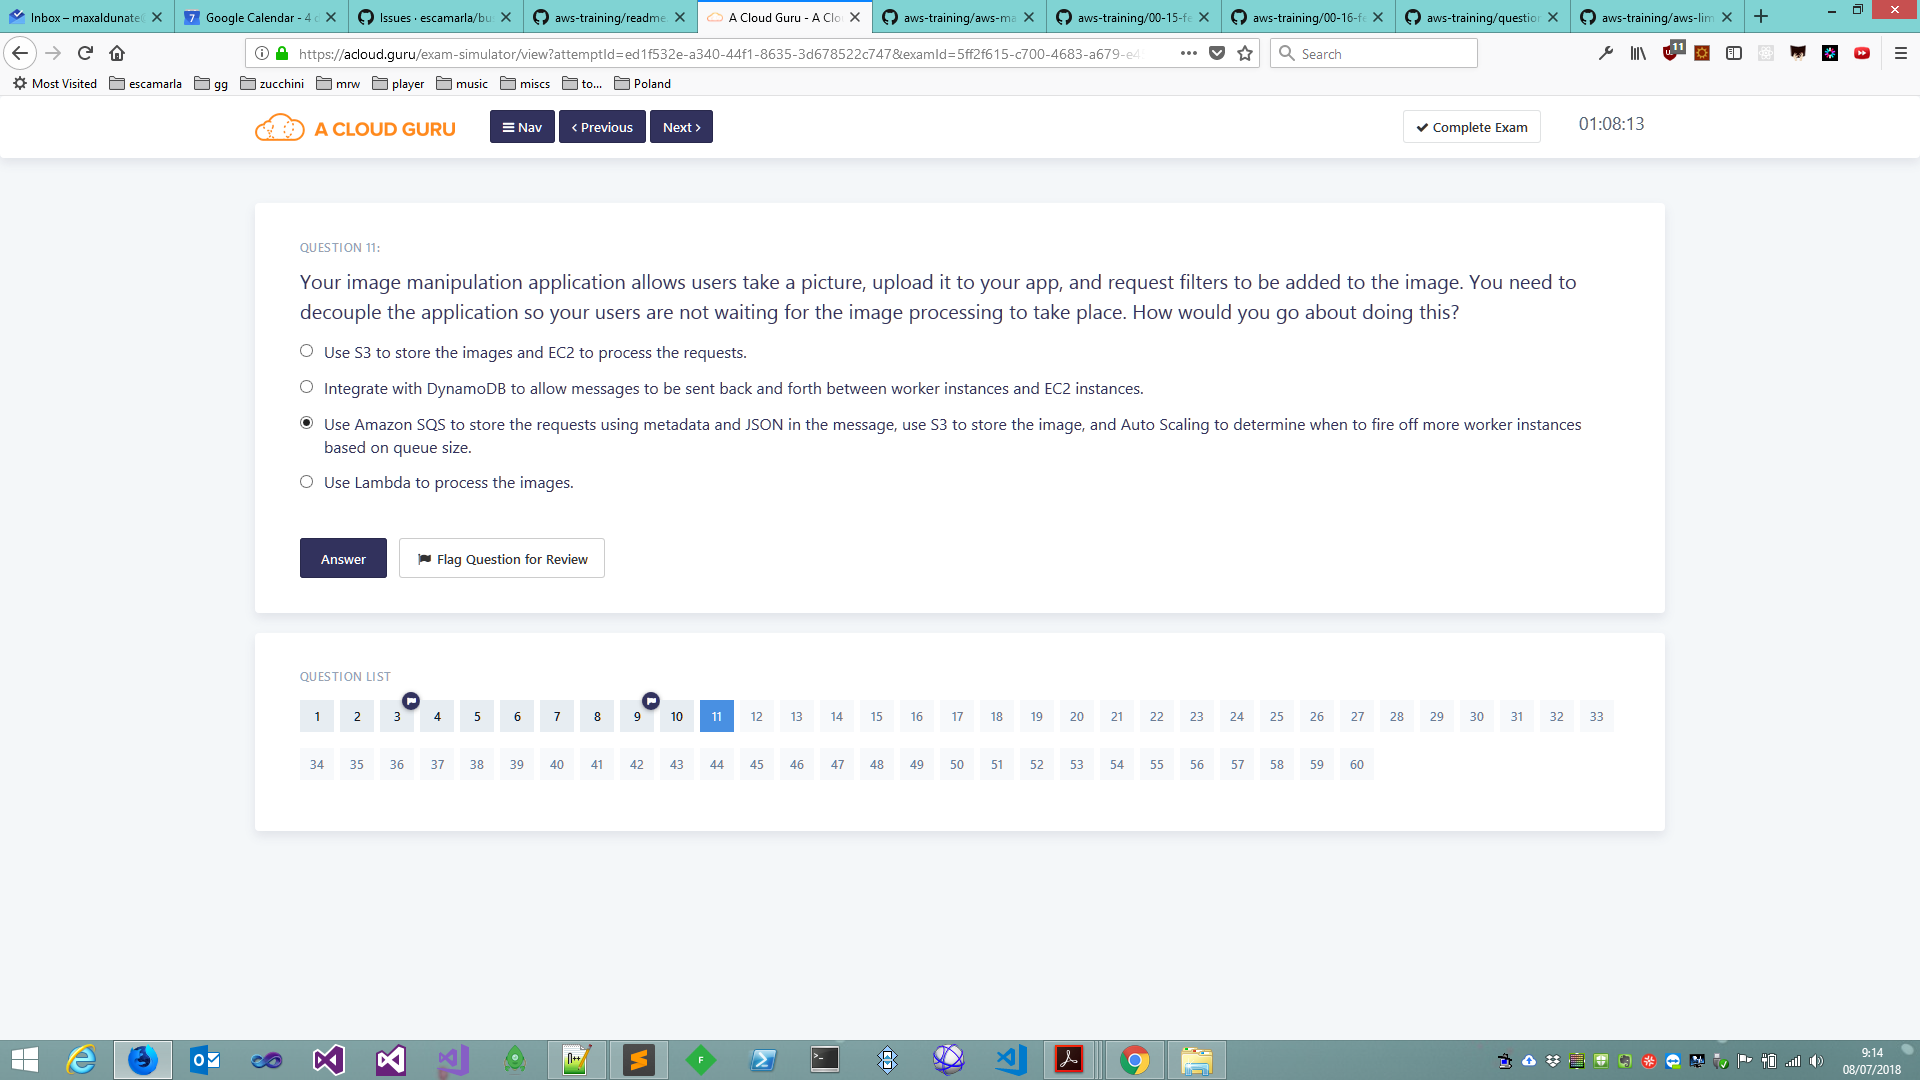 Inbox – maxaldunate
Google Calendar - 4
Issues · escamarla/bu
aws-training/readme.
A Cloud Guru - A Clo
aws-training/aws-ma
aws-training/00-15-fe
aws-training/00-16-fe
aws-training/question
aws-training/aws-lim
https://acloud.guru/exam-simulator/view?attemptId=ed1f532e-a340-44f1-8635-3d678522c747&examId=5ff2f615-c700-4683-a679-e4
Search
11
Most Visited escamarla gg zucchini mrw player music miscs to... Poland
A CLOUD GURU
Nav
Previous
Next
Complete Exam
01:08:13
QUESTION 11:
Your image manipulation application allows users take a picture, upload it to your app, and request filters to be added to the image. You need to
decouple the application so your users are not waiting for the image processing to take place. How would you go about doing this?
Use S3 to store the images and EC2 to process the requests.
Integrate with DynamoDB to allow messages to be sent back and forth between worker instances and EC2 instances.
Use Amazon SQS to store the requests using metadata and JSON in the message, use S3 to store the image, and Auto Scaling to determine when to fire off more worker instances
based on queue size.
Use Lambda to process the images.
Answer
Flag Question for Review
QUESTION LIST
1 2 3 4 5 6 7 8 9 10 11 12 13 14 15 16 17 18 19 20 21 22 23 24 25 26 27 28 29 30 31 32 33
34 35 36 37 38 39 40 41 42 43 44 45 46 47 48 49 50 51 52 53 54 55 56 57 58 59 60
9:14
08/07/2018